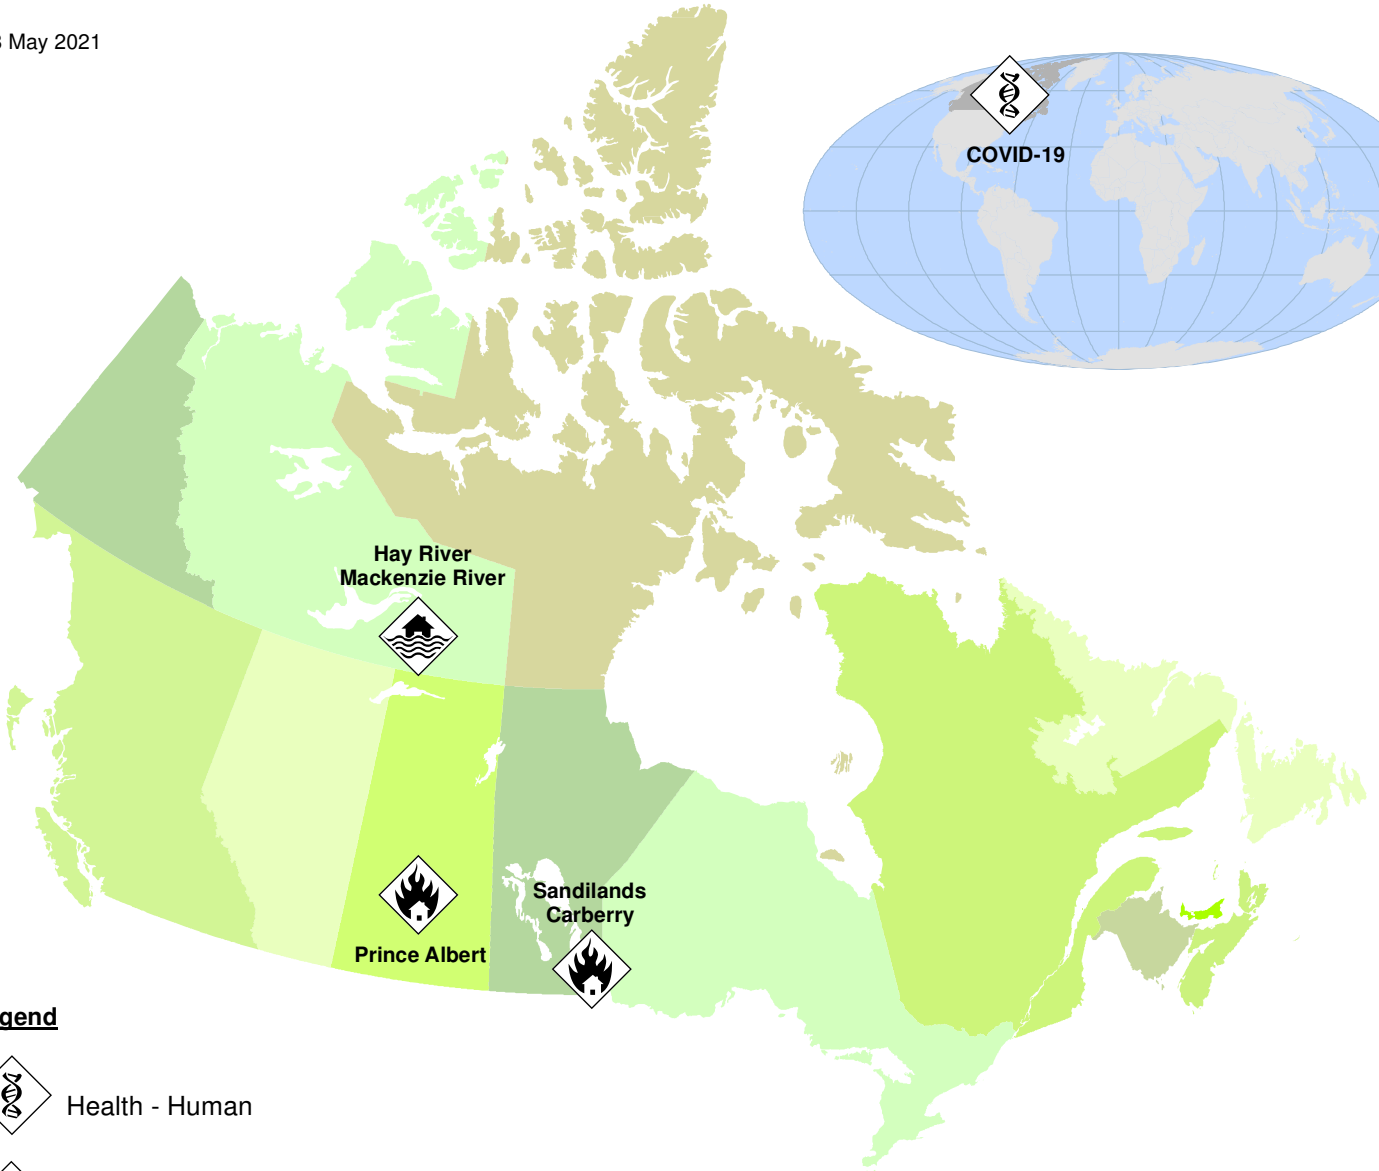 May 2021
COVID-19
Hay River
Mackenzie River
Sandilands
Carberry
Prince Albert
Health - Human